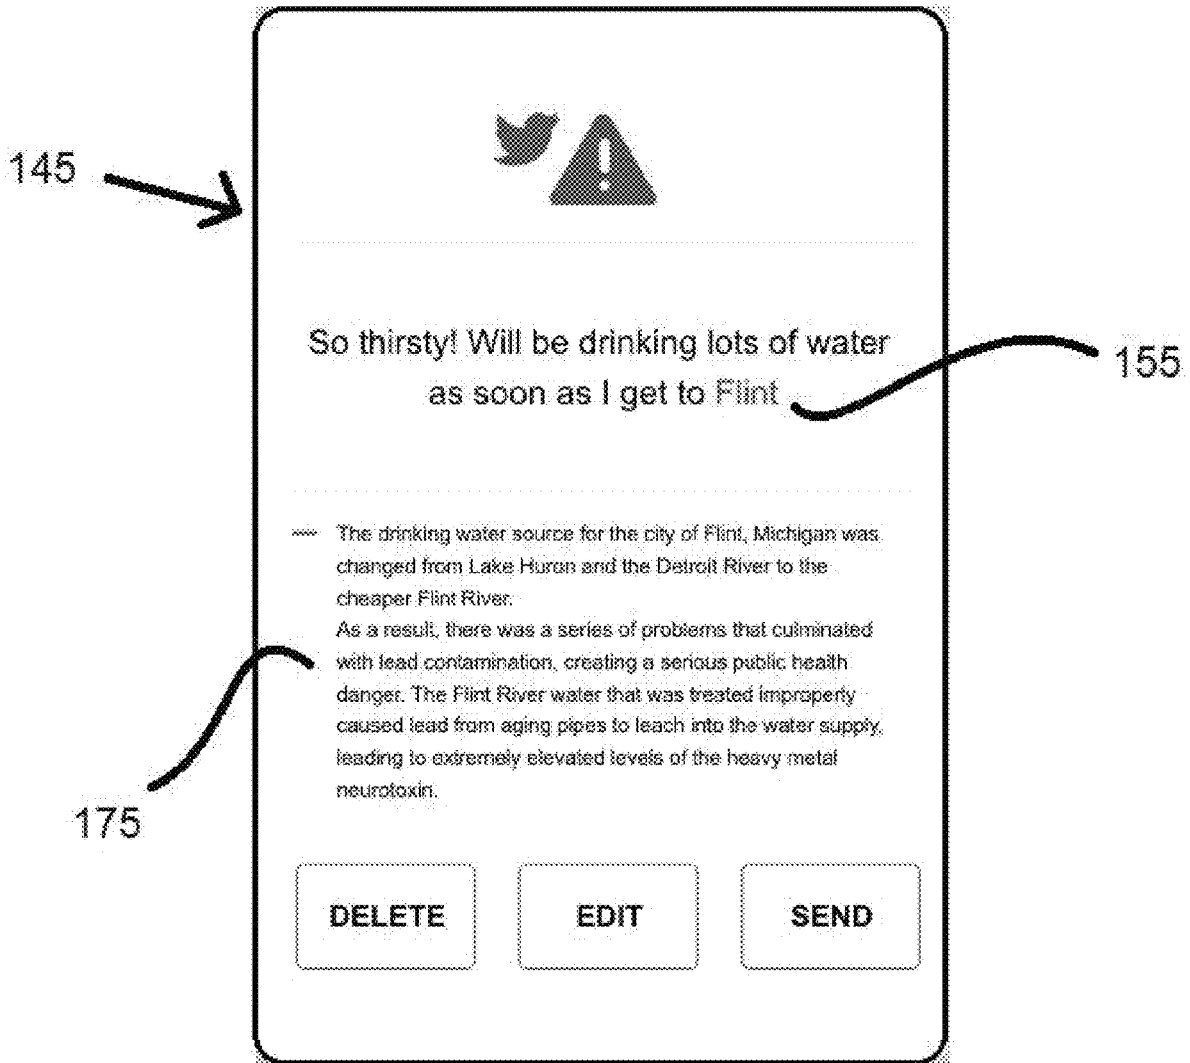 145
So thirsty! Will be drinking lots of water
as soon as I get to Flint
155
The drinking water source for the city of Flint, Michigan was
changed from Lake Huron and the Detroit River to the
cheaper Flint River.
As a result, there was a series of problems that culminated
with lead contamination, creating a serious public health
danger. The Flint River water that was treated improperly
caused lead from aging pipes to leach into the water supply,
leading to extremely elevated levels of the heavy metal
neurotoxin.
175
DELETE EDIT SEND